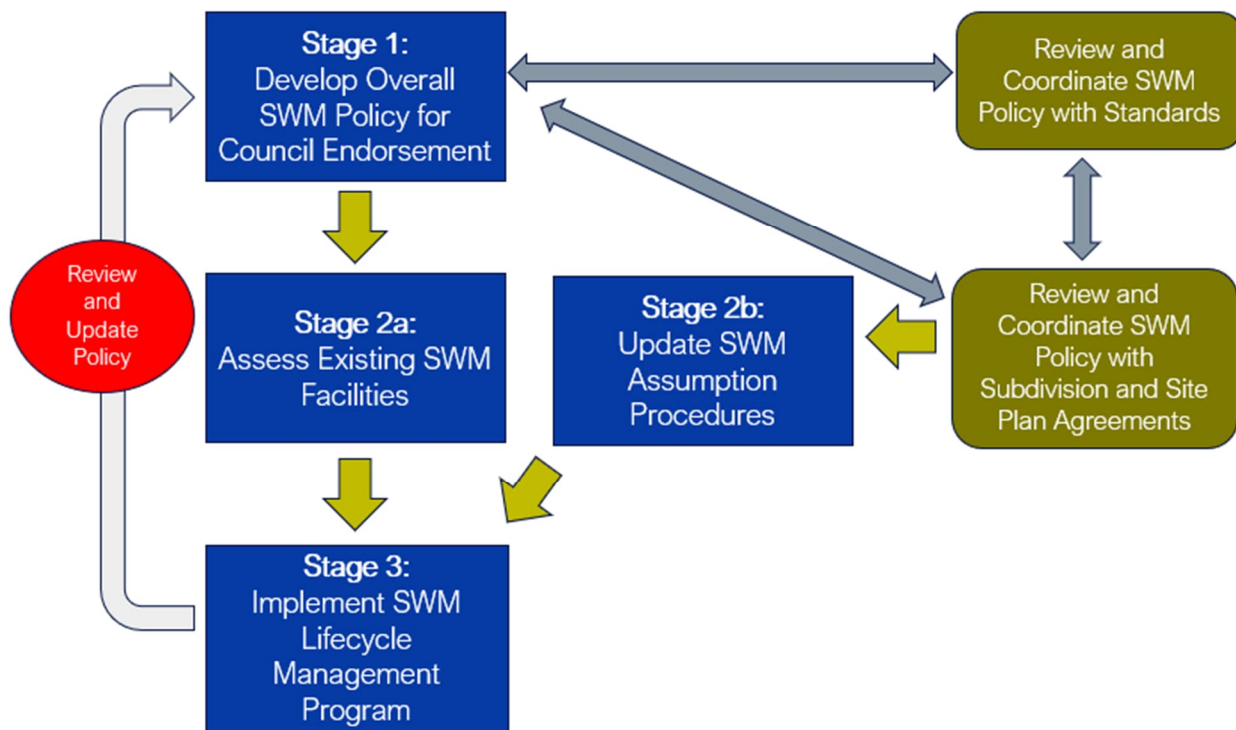 Stage 1:
Develop Overall
SWM Policy for
Council Endorsement
Review and
Coordinate SWM
Policy with Standards
Review
and
Update
Policy
Stage 2a:
Assess Existing SWM
Facilities
Stage 2b:
Update SWM
Assumption
Procedures
Review and
Coordinate SWM
Policy with
Subdivision and Site
Plan Agreements
Stage 3:
Implement SWM
Lifecycle
Management
Program